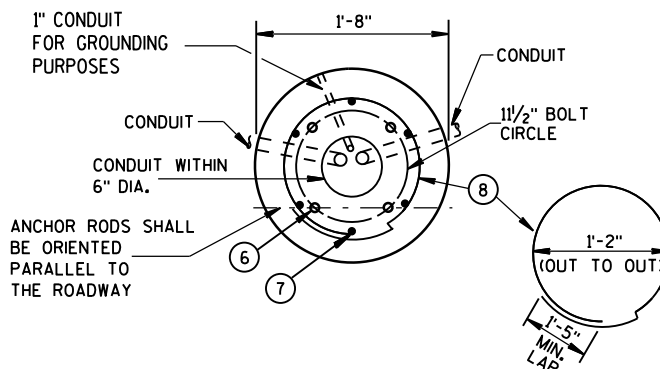 1" CONDUIT
FOR GROUNDING
PURPOSES
1'-8"
CONDUIT
CONDUIT
11½" BOLT
CIRCLE
CONDUIT WITHIN
6" DIA.
8
ANCHOR RODS SHALL
BE ORIENTED
PARALLEL TO
THE ROADWAY
6
7
1'-2"
(OUT TO OUT)
1'-5"
MIN.
LAP